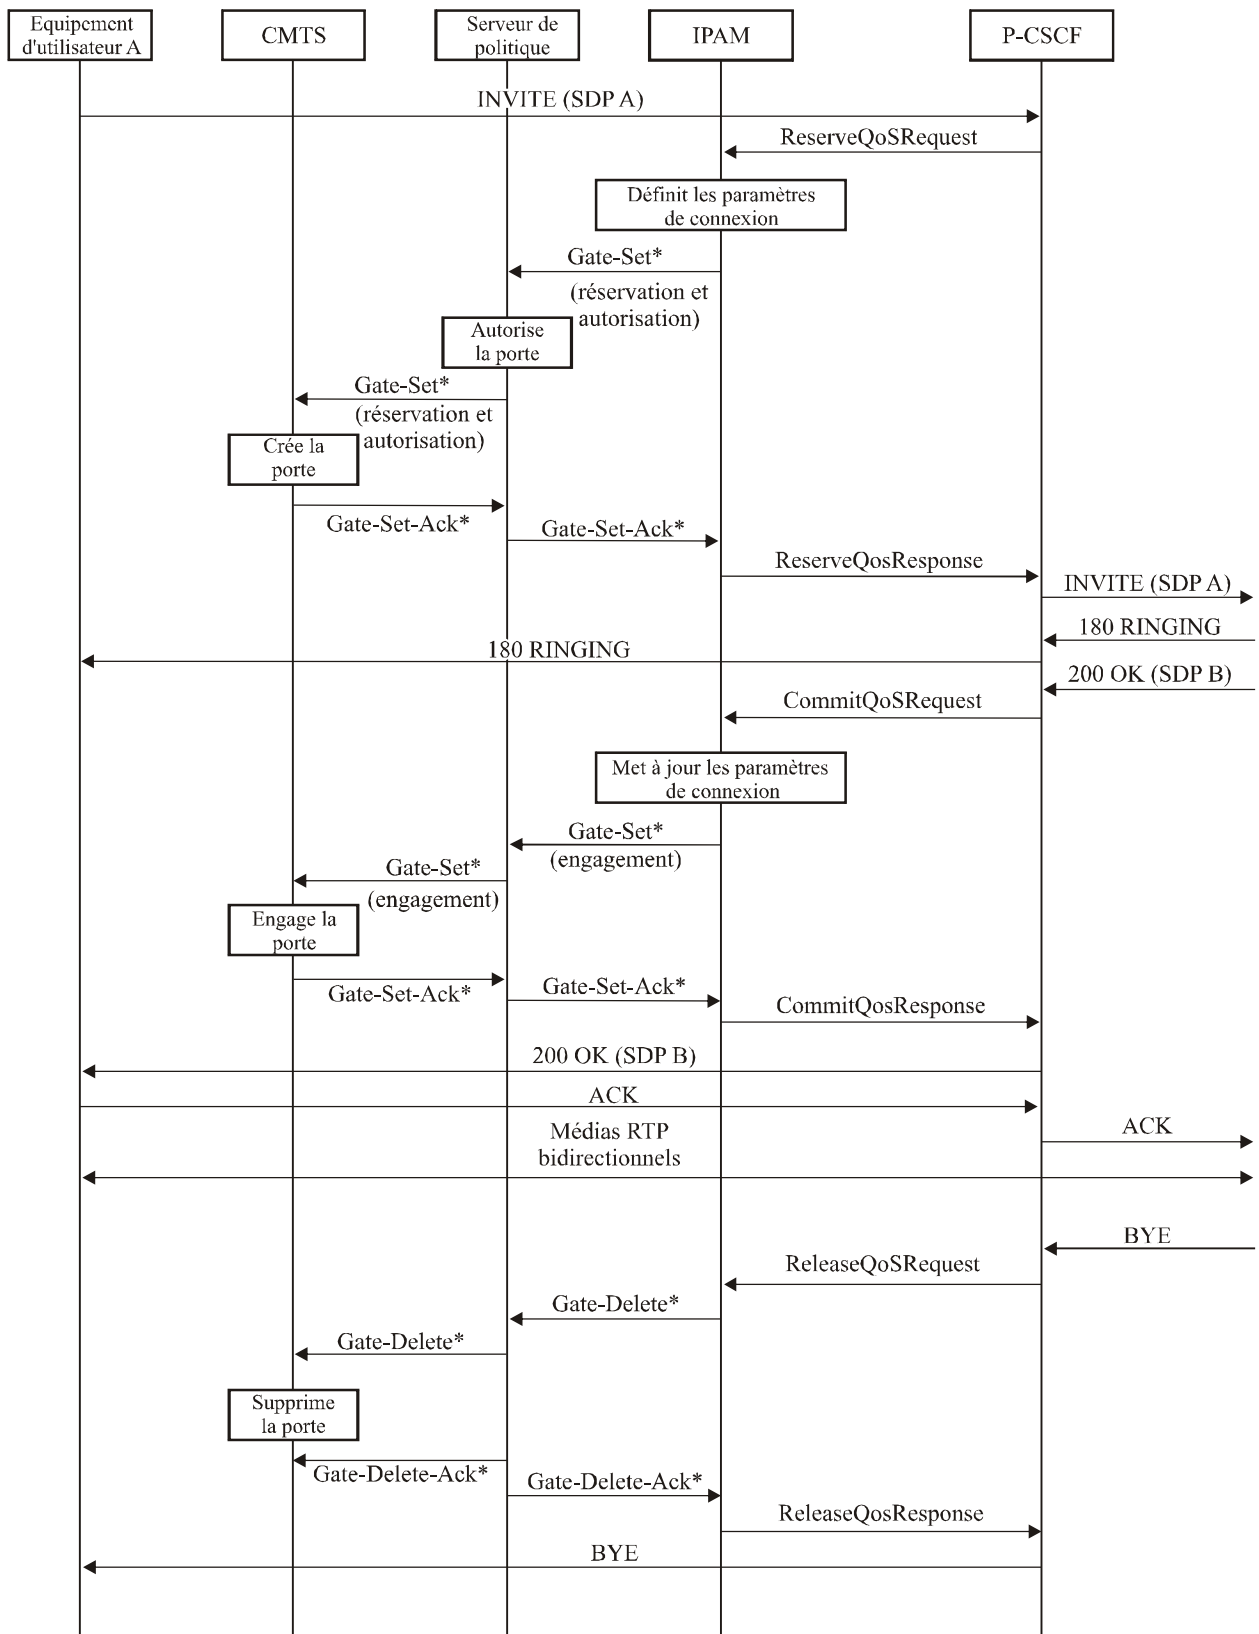 Equipement
d'utilisateur A
CMTS
Serveur de
politique
IPAM
P-CSCF
INVITE (SDP A)
ReserveQoSRequest
Définit les paramètres
de connexion
Gate-Set*
(réservation et
autorisation)
Autorise
la porte
Gate-Set*
(réservation et
autorisation)
Crée la
porte
Gate-Set-Ack*
Gate-Set-Ack*
ReserveQosResponse
INVITE (SDP A)
180 RINGING
180 RINGING
200 OK (SDP B)
CommitQoSRequest
Met à jour les paramètres
de connexion
Gate-Set*
(engagement)
Gate-Set*
(engagement)
Engage la
porte
Gate-Set-Ack*
Gate-Set-Ack*
CommitQosResponse
200 OK (SDP B)
ACK
ACK
Médias RTP
bidirectionnels
BYE
ReleaseQoSRequest
Gate-Delete*
Gate-Delete*
Supprime
la porte
Gate-Delete-Ack*
Gate-Delete-Ack*
ReleaseQosResponse
BYE